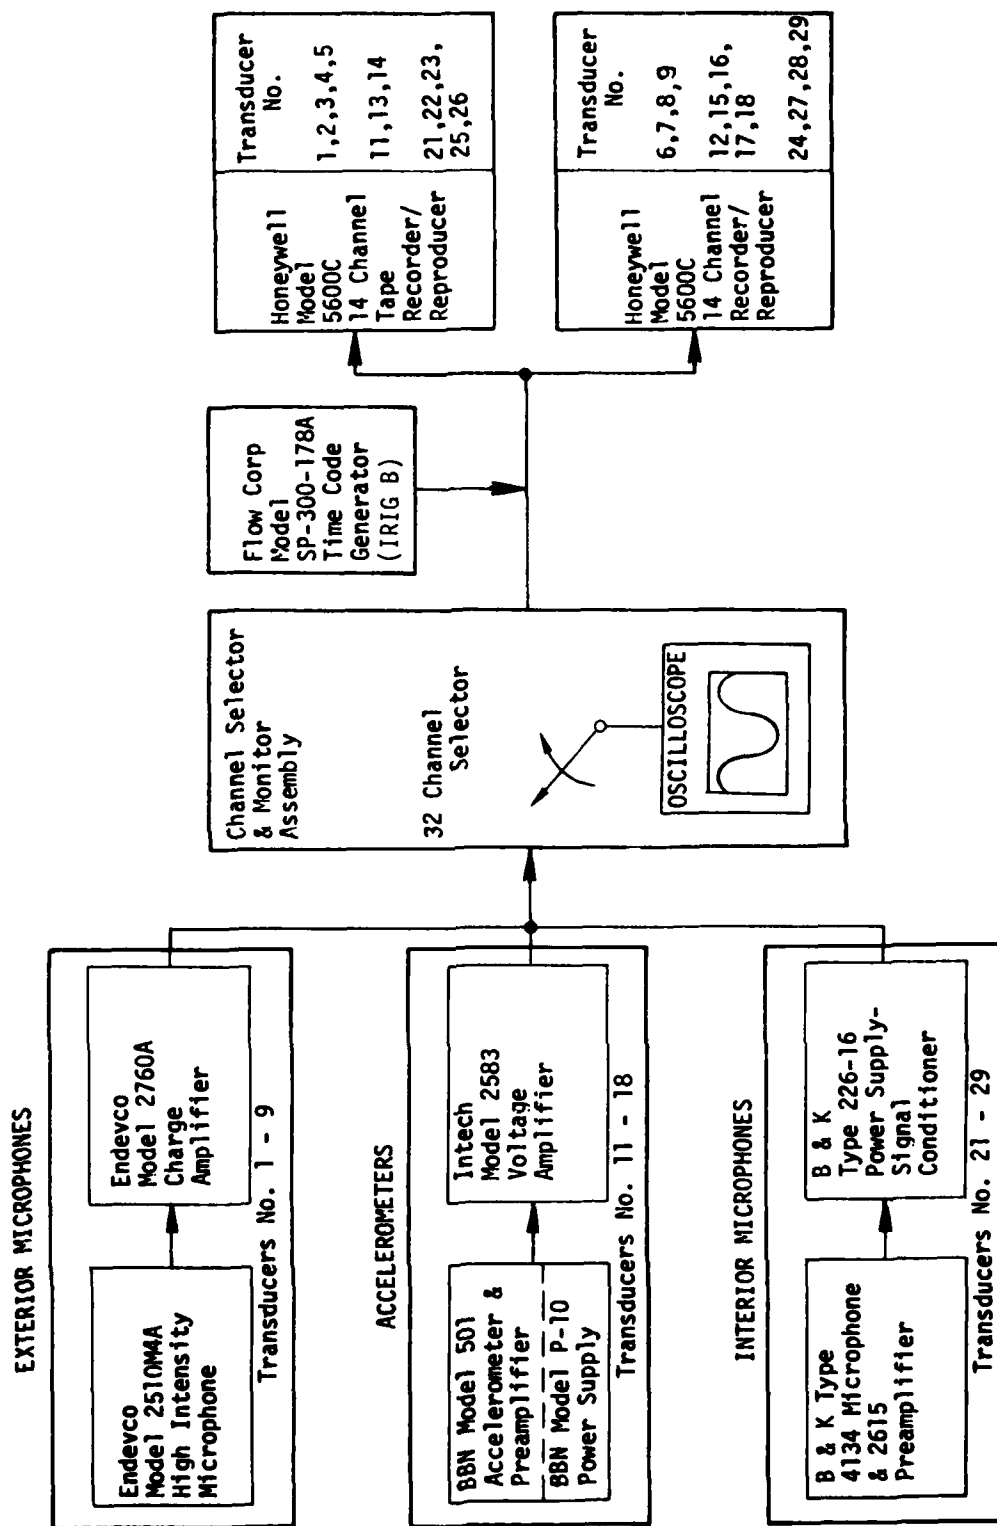 EXTERIOR MICROPHONES
Endevco
Model 2510M4A
High Intensity
Microphone
Endevco
Model 2760A
Charge
Amplifier
Transducers No. 1 - 9
ACCELEROMETERS
BBN Model 501
Accelerometer &
Preamplifier
BBN Model P-10
Power Supply
Intech
Model 2583
Voltage
Amplifier
Transducers No. 11 - 18
INTERIOR MICROPHONES
B & K Type
4134 Microphone
& 2615
Preamplifier
B & K
Type 226-16
Power Supply-
Signal
Conditioner
Transducers No. 21 - 29
Channel Selector
& Monitor
Assembly
32 Channel
Selector
OSCILLOSCOPE
Flow Corp
Model
SP-300-178A
Time Code
Generator
(IRIG B)
Honeywell
Model
5600C
14 Channel
Tape
Recorder/
Reproducer
Transducer
No.
1,2,3,4,5
11,13,14
21,22,23,
25,26
Honeywell
Model
5600C
14 Channel
Recorder/
Reproducer
Transducer
No.
6,7,8,9
12,15,16,
17,18
24,27,28,29